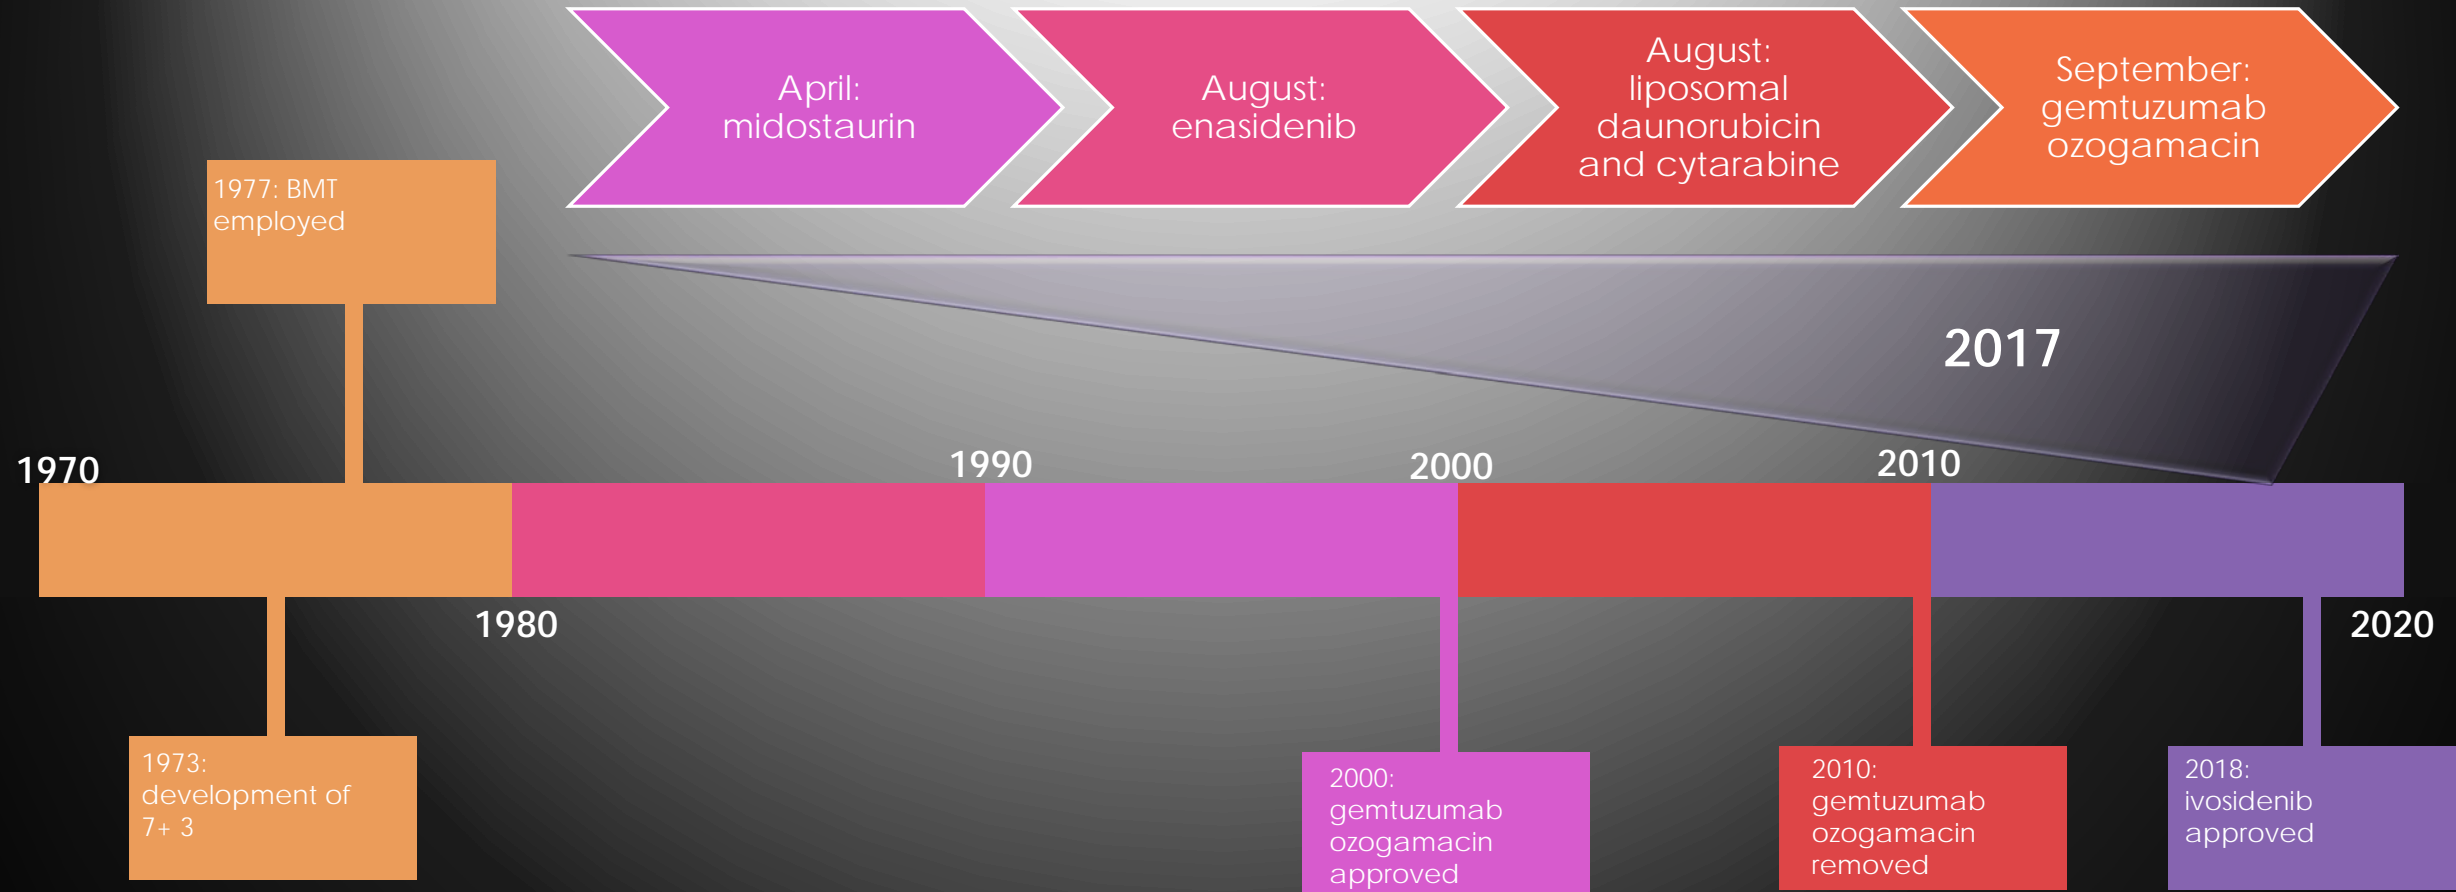 April:
midostaurin
August:
enasidenib
August:
liposomal
daunorubicin
and cytarabine
September:
gemtuzumab
ozogamacin
1977: BMT
employed
2017
1970
1990
2000
2010
1980
2020
1973:
development of
7+ 3
2000:
gemtuzumab
ozogamacin
approved
2010:
gemtuzumab
ozogamacin
removed
2018:
ivosidenib
approved